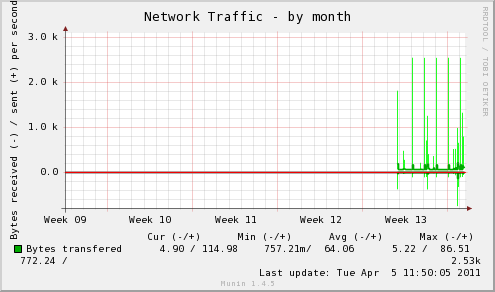 Network Traffic - by month
RRDTOOL / TOBI OETIKER
Bytes received (-) / sent (+) per second
3.0 k
2.0 k
1.0 k
0.0
Week 09 Week 10 Week 11 Week 12 Week 13
Cur (-/+) Min (-/+) Avg (-/+) Max (-/+)
Bytes transfered 4.90 / 114.98 757.21m/ 64.06 5.22 / 86.51
772.24 / 2.53k
Last update: Tue Apr 5 11:50:05 2011
Munin 1.4.5